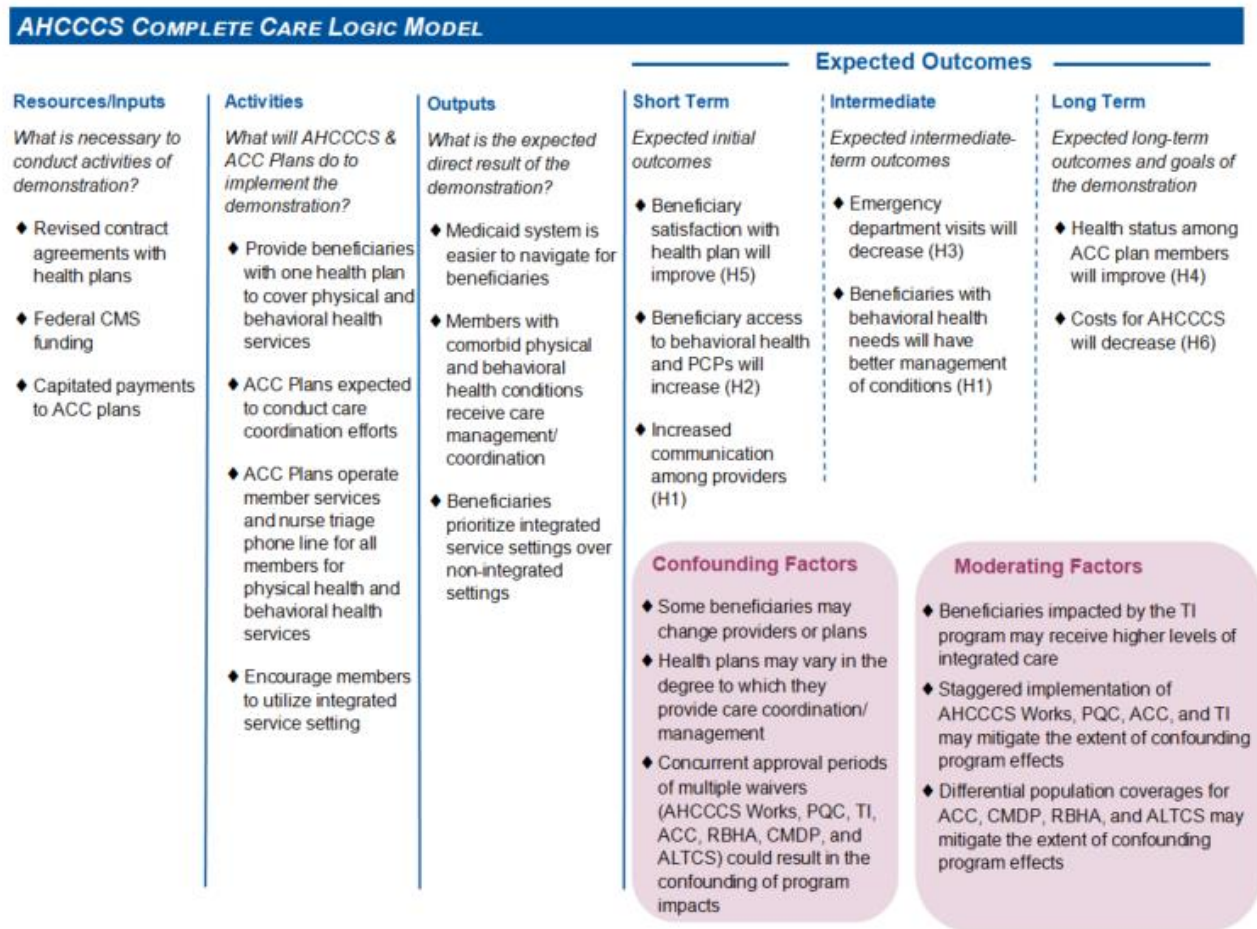 AHCCCS COMPLETE CARE LOGIC MODEL
Expected Outcomes
Resources/Inputs
What is necessary to
conduct activities of
demonstration?
♦ Revised contract
agreements with
health plans
♦ Federal CMS
funding
♦ Capitated payments
to ACC plans
Activities
What will AHCCCS &
ACC Plans do to
implement the
demonstration?
♦ Provide beneficiaries
with one health plan
to cover physical and
behavioral health
services
♦ ACC Plans expected
to conduct care
coordination efforts
♦ ACC Plans operate
member services
and nurse triage
phone line for all
members for
physical health and
behavioral health
services
♦ Encourage members
to utilize integrated
service setting
Outputs
What is the expected
direct result of the
demonstration?
♦ Medicaid system is
easier to navigate for
beneficiaries
♦ Members with
comorbid physical
and behavioral
health conditions
receive care
management/
coordination
♦ Beneficiaries
prioritize integrated
service settings over
non-integrated
settings
Short Term
Expected initial
outcomes
♦ Beneficiary
satisfaction with
health plan will
improve (H5)
♦ Beneficiary access
to behavioral health
and PCPs will
increase (H2)
♦ Increased
communication
among providers
(H1)
Intermediate
Expected intermediate-
term outcomes
♦ Emergency
department visits will
decrease (H3)
♦ Beneficiaries with
behavioral health
needs will have
better management
of conditions (H1)
Long Term
Expected long-term
outcomes and goals of
the demonstration
♦ Health status among
ACC plan members
will improve (H4)
♦ Costs for AHCCCS
will decrease (H6)
Confounding Factors
♦ Some beneficiaries may
change providers or plans
♦ Health plans may vary in the
degree to which they
provide care coordination/
management
♦ Concurrent approval periods
of multiple waivers
(AHCCCS Works, PQC, TI,
ACC, RBHA, CMDP, and
ALTCS) could result in the
confounding of program
impacts
Moderating Factors
♦ Beneficiaries impacted by the TI
program may receive higher levels of
integrated care
♦ Staggered implementation of
AHCCCS Works, PQC, ACC, and TI
may mitigate the extent of confounding
program effects
♦ Differential population coverages for
ACC, CMDP, RBHA, and ALTCS may
mitigate the extent of confounding
program effects